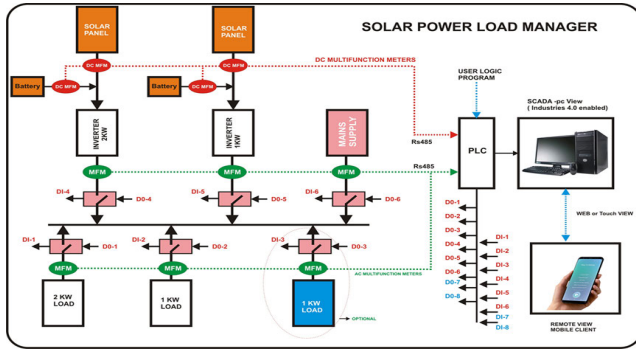 SOLAR POWER LOAD MANAGER
SOLAR PANEL
SOLAR PANEL
DC MFM
DC MFM
DC MULTIFUNCTION METERS
Battery
DC MFM
Battery
DC MFM
USER LOGIC PROGRAM
SCADA -pc View
( Industries 4.0 enabled)
INVERTER 2KW
INVERTER 1KW
MAINS SUPPLY
Rs485
PLC
MFM
MFM
MFM
Rs485
DI-4
D0-4
DI-5
D0-5
DI-6
D0-6
WEB or Touch VIEW
DI-1
D0-1
DI-2
D0-2
DI-3
D0-3
MFM
MFM
MFM
AC MULTIFUNCTION METERS
2 KW LOAD
1 KW LOAD
1 KW LOAD
OPTIONAL
D0-1
D0-2
D0-3
D0-4
D0-5
D0-6
D0-7
D0-8
DI-1
DI-2
DI-3
DI-4
DI-5
DI-6
DI-7
DI-8
REMOTE VIEW
MOBILE CLIENT